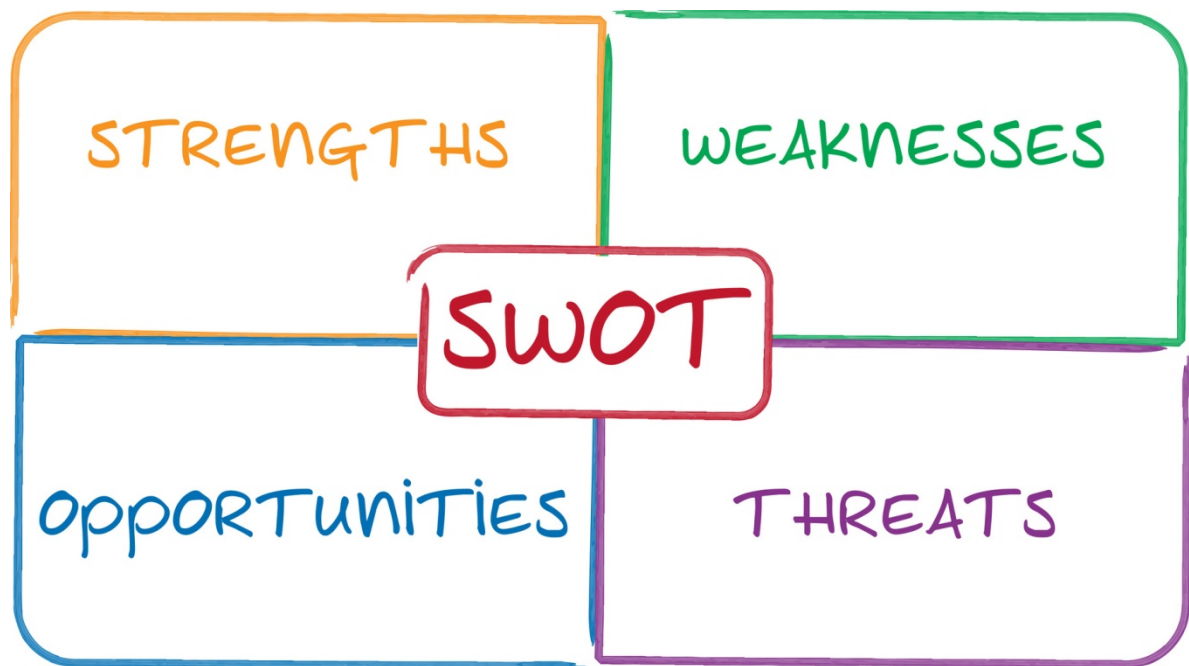 STRENGTHS
WEAKNESSES
SWOT
OPPORTUNITIES
THREATS